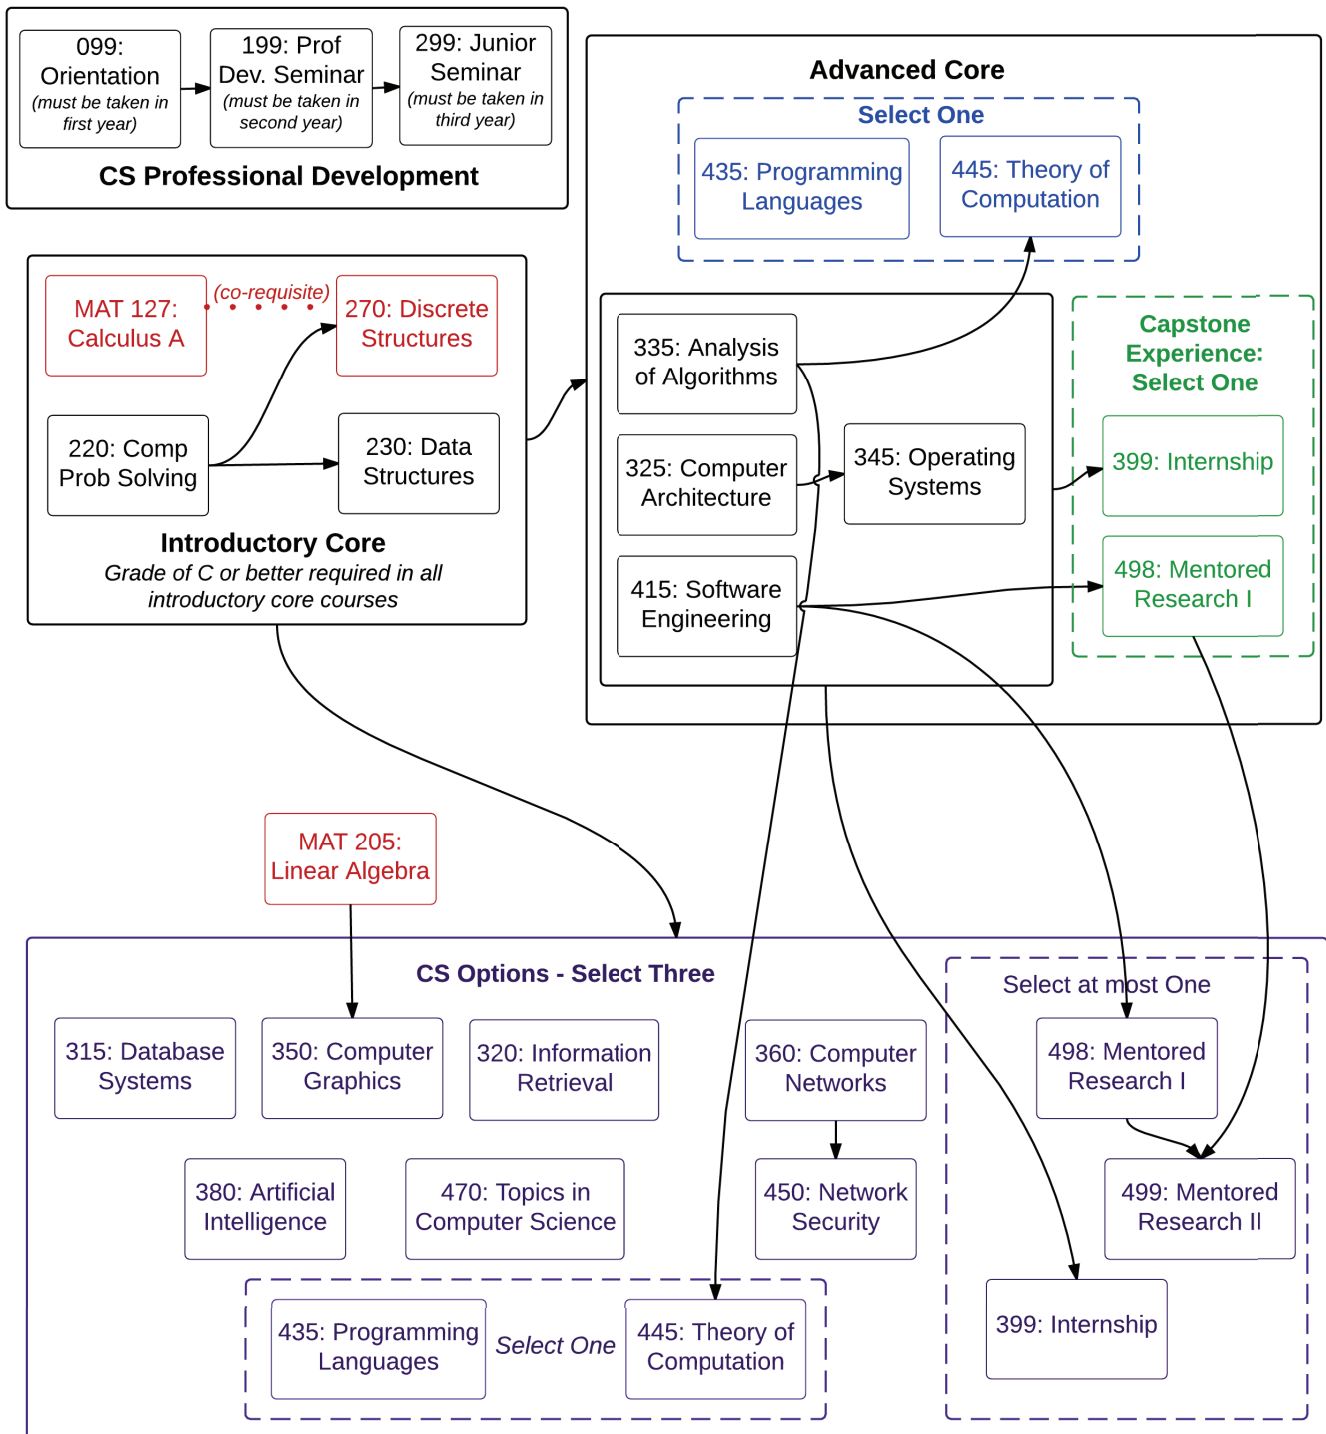 099:
Orientation
(must be taken in
first year)
199: Prof
Dev. Seminar
(must be taken in
second year)
299: Junior
Seminar
(must be taken in
third year)
CS Professional Development
MAT 127:
Calculus A
(co-requisite)
270: Discrete
Structures
220: Comp
Prob Solving
230: Data
Structures
Introductory Core
Grade of C or better required in all
introductory core courses
Advanced Core
Select One
435: Programming
Languages
445: Theory of
Computation
335: Analysis
of Algorithms
325: Computer
Architecture
415: Software
Engineering
345: Operating
Systems
Capstone
Experience:
Select One
399: Internship
498: Mentored
Research I
MAT 205:
Linear Algebra
CS Options - Select Three
315: Database
Systems
350: Computer
Graphics
320: Information
Retrieval
360: Computer
Networks
380: Artificial
Intelligence
470: Topics in
Computer Science
450: Network
Security
435: Programming
Languages
Select One
445: Theory of
Computation
Select at most One
498: Mentored
Research I
499: Mentored
Research II
399: Internship